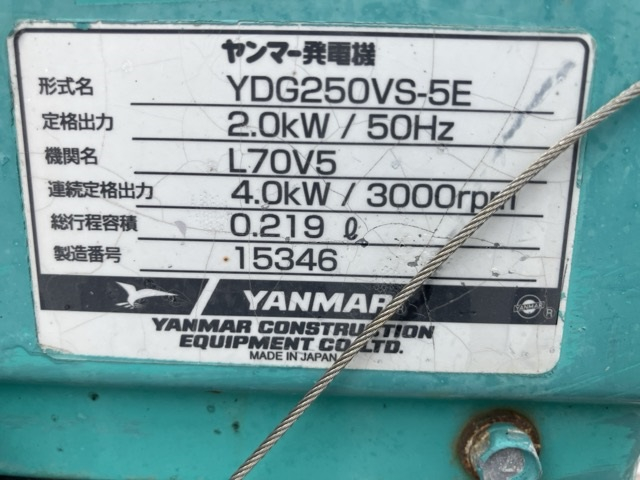 ヤンマー発電機
形式名 YDG250VS-5E
定格出力 2.0kW / 50Hz
機関名 L70V5
連続定格出力 4.0kW / 3000rpm
総行程容積 0.219 ℓ
製造番号 15346
YANMAR ®
YANMAR ®
YANMAR CONSTRUCTION
EQUIPMENT CO.,LTD.
MADE IN JAPAN